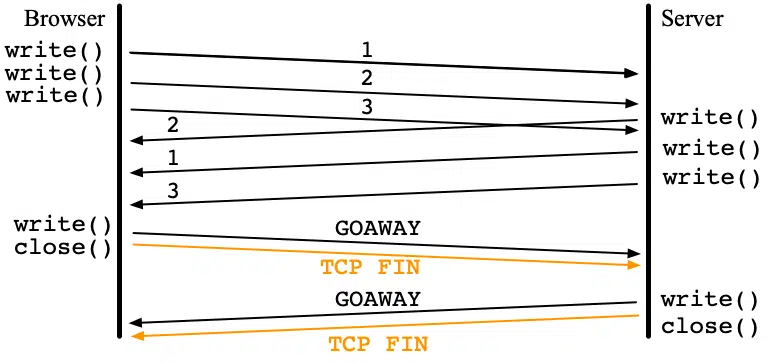 Browser
Server
write()
1
write()
2
write()
3
2
write()
1
write()
3
write()
write()
GOAWAY
close()
TCP FIN
GOAWAY
write()
close()
TCP FIN